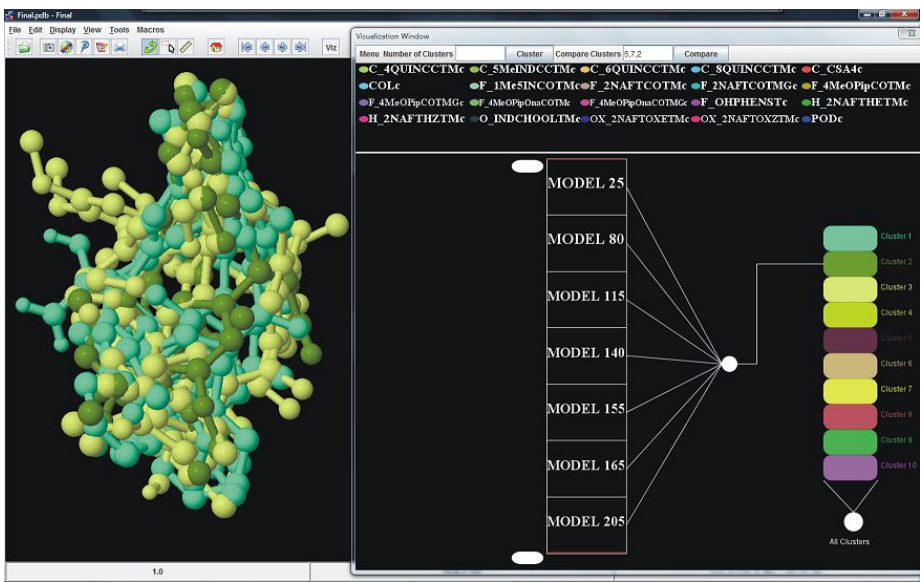 Final.pdb - Final
File Edit Display View Tools Macros
Viz
Visualization Window
Menu Number of Clusters Cluster Compare Clusters 5,7,2 Compare
C_4QUINCCTMc C_5MeINDCCTMc C_6QUINCCTMc C_8QUINCCTMc C_CSA4c
COLc F_1Me5INCOTMc F_2NAFTCOTMc F_2NAFTCOTMGc F_4MeOPipCOTMc
F_4MeOPipCOTMGc F_4MeOPipOnaCOTMc F_4MeOPipOnaCOTMGc F_OHPHENSTc H_2NAFTHETMc
H_2NAFTHZTMc O_INDCHOOLTMc OX_2NAFTOXETMc OX_2NAFTOXZTMc PODc
MODEL 25
MODEL 80
MODEL 115
MODEL 140
MODEL 155
MODEL 165
MODEL 205
Cluster 1
Cluster 2
Cluster 3
Cluster 4
Cluster 5
Cluster 6
Cluster 7
Cluster 8
Cluster 9
Cluster 10
All Clusters
1.0